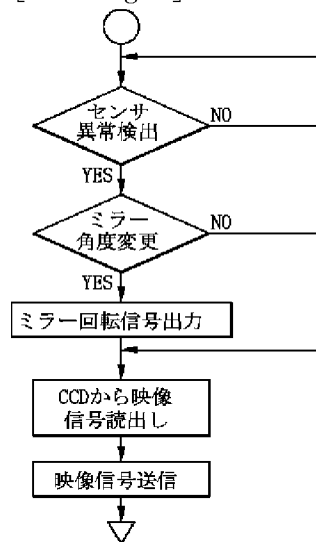 センサ
異常検出
NO
YES
ミラー
角度変更
NO
YES
ミラー回転信号出力
CCDから映像
信号読出し
映像信号送信